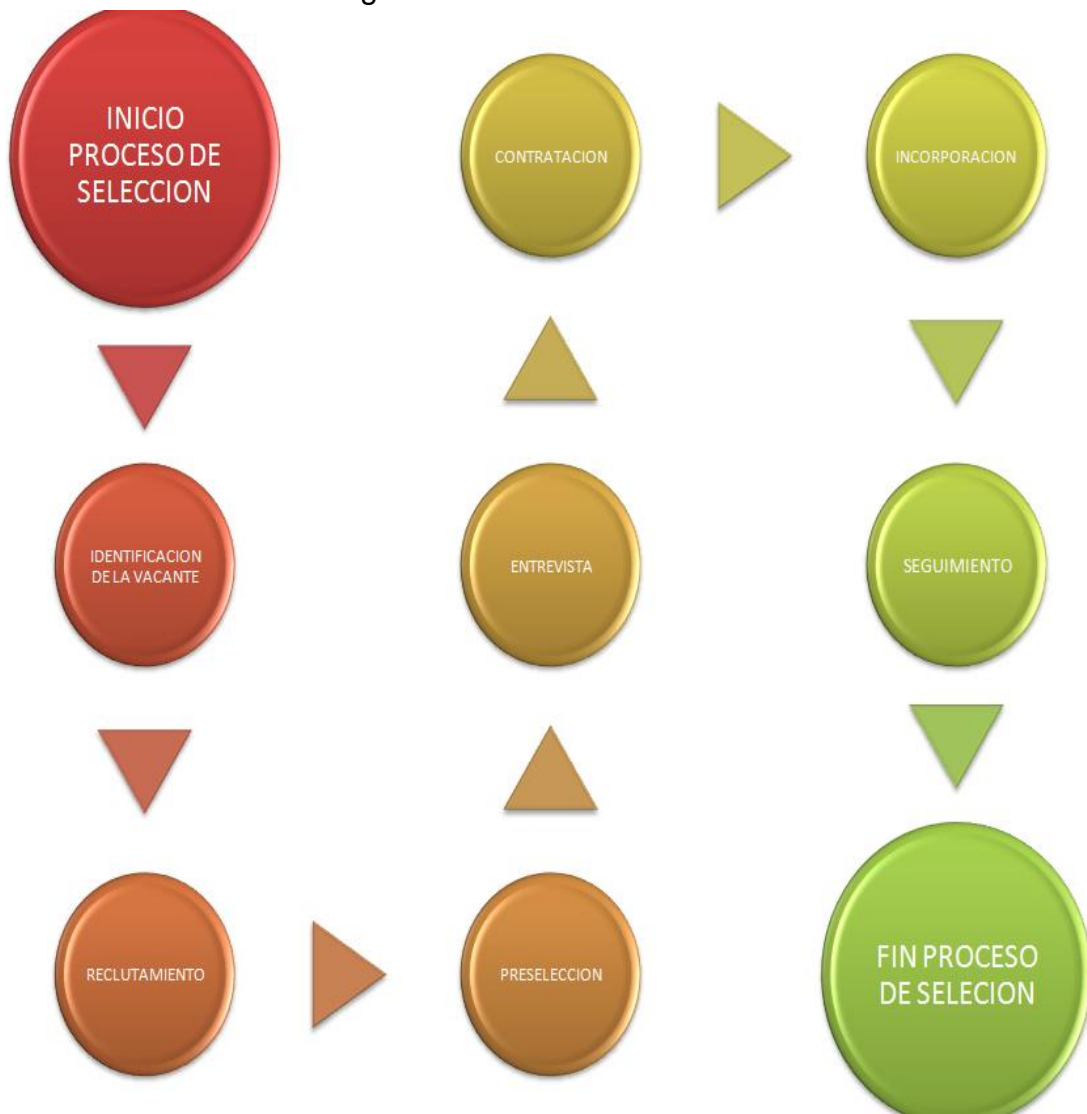 INICIO
PROCESO DE
SELECCION
IDENTIFICACION
DE LA VACANTE
RECLUTAMIENTO
PRESELECCION
ENTREVISTA
CONTRATACION
INCORPORACION
SEGUIMIENTO
FIN PROCESO
DE SELECION